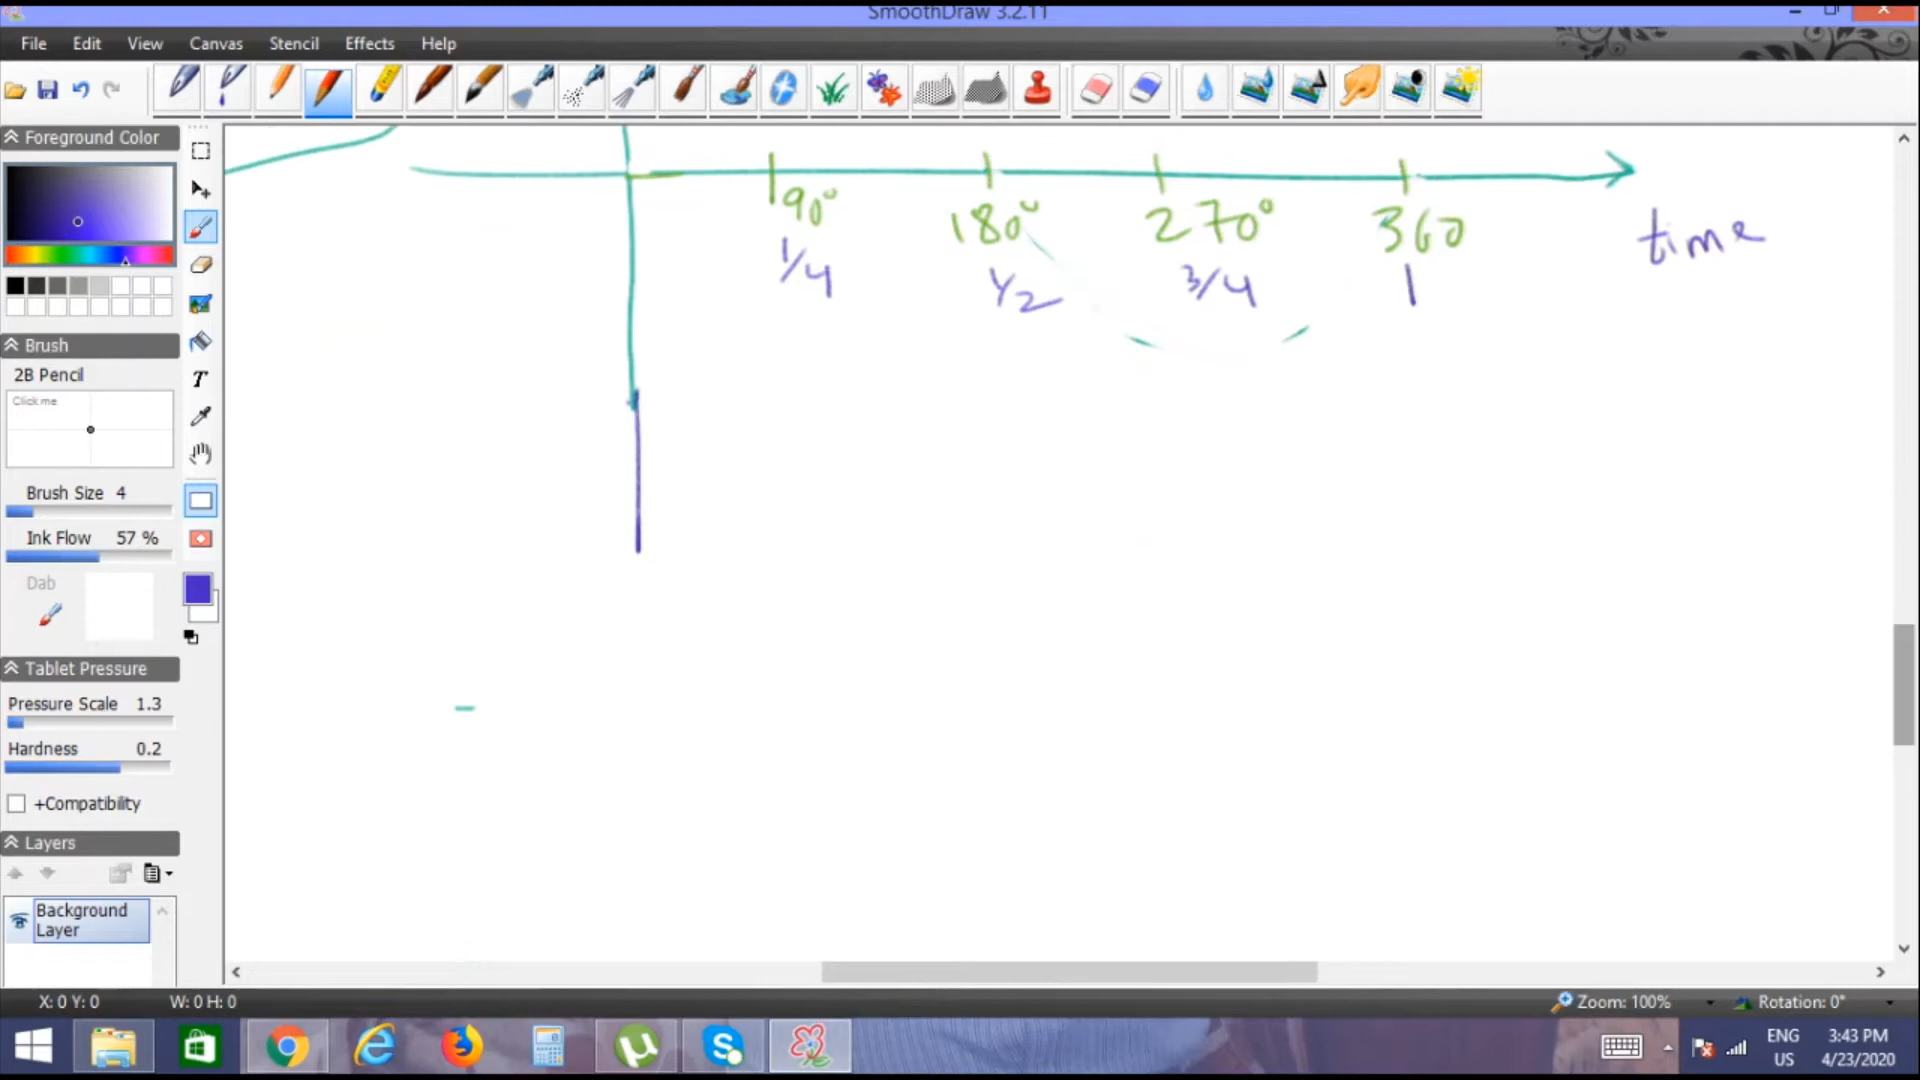 SmoothDraw 3.2.11
File Edit View Canvas Stencil Effects Help
Foreground Color
Brush
2B Pencil
Click me
Brush Size 4
Ink Flow 57 %
Dab
Tablet Pressure
Pressure Scale 1.3
Hardness 0.2
+Compatibility
Layers
Background
Layer
90° 180° 270° 360
time
1/4 1/2 3/4 1
X: 0 Y: 0 W: 0 H: 0
Zoom: 100% Rotation: 0°
ENG 3:43 PM
US 4/23/2020